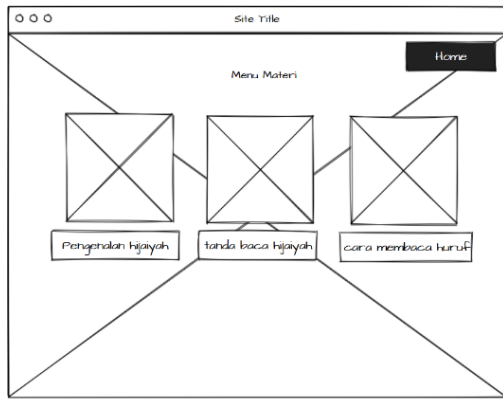 Site Title
Home
Menu Materi
Pengenalan hijaiyah
tanda baca hijaiyah
cara membaca huruf